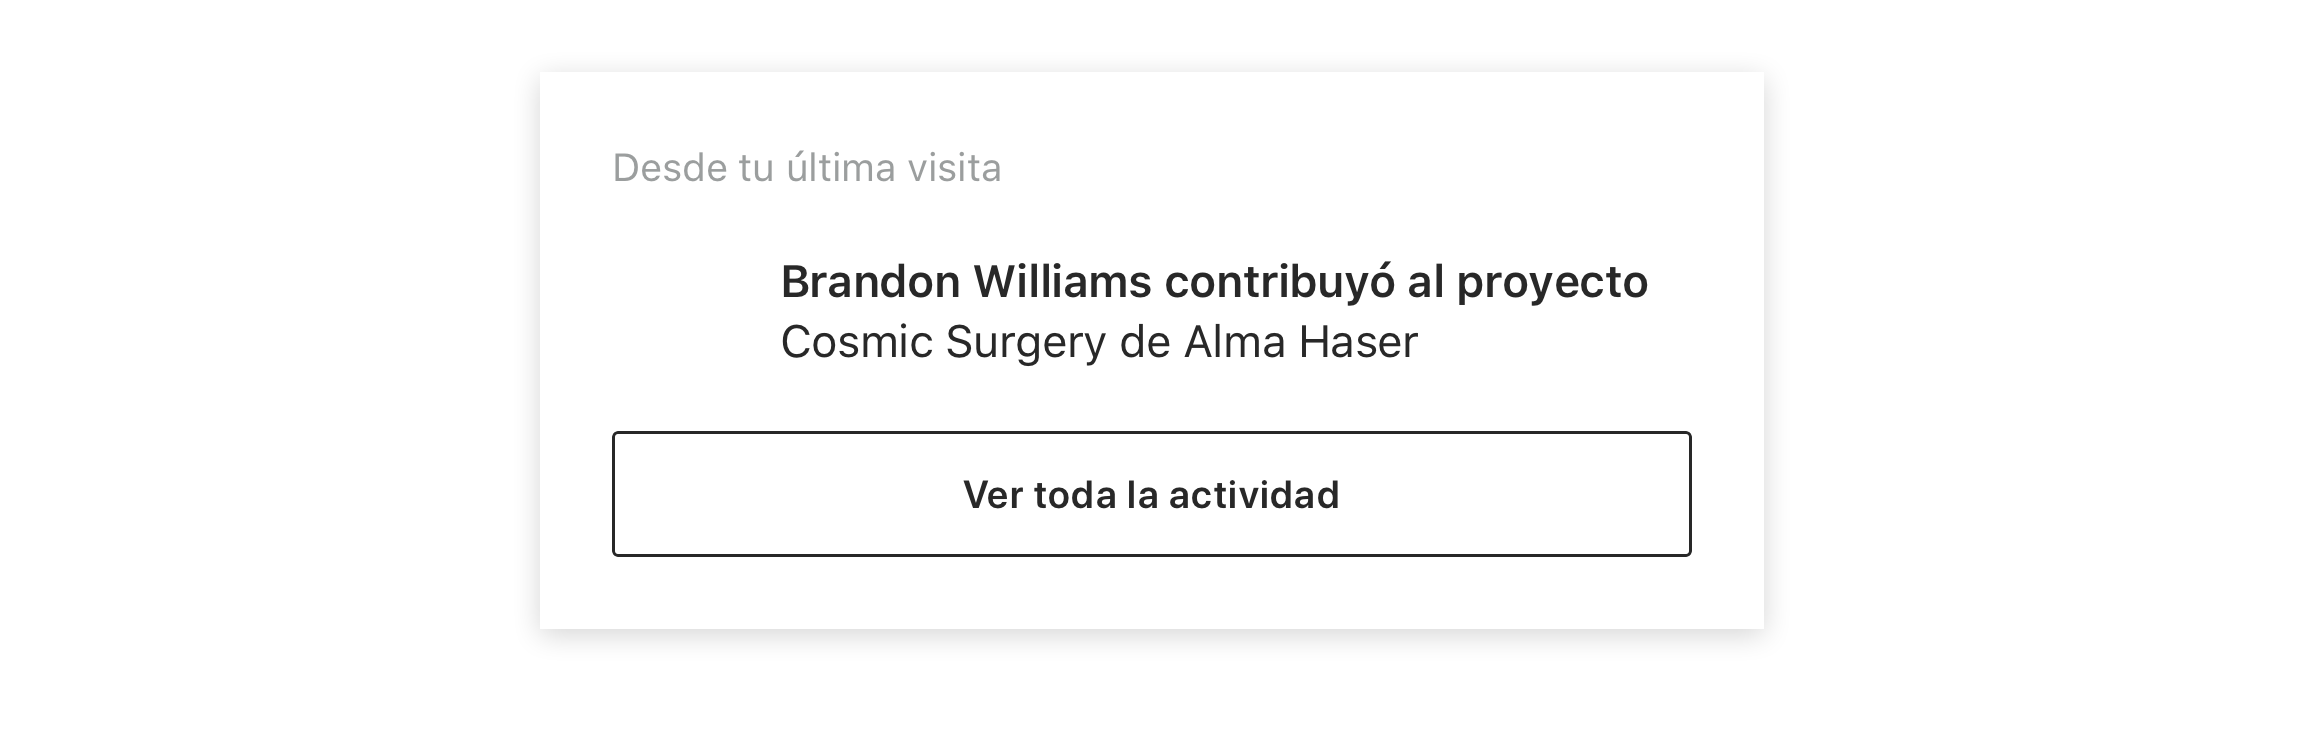 Desde tu última visita
Brandon Williams contribuyó al proyecto
Cosmic Surgery de Alma Haser
Ver toda la actividad